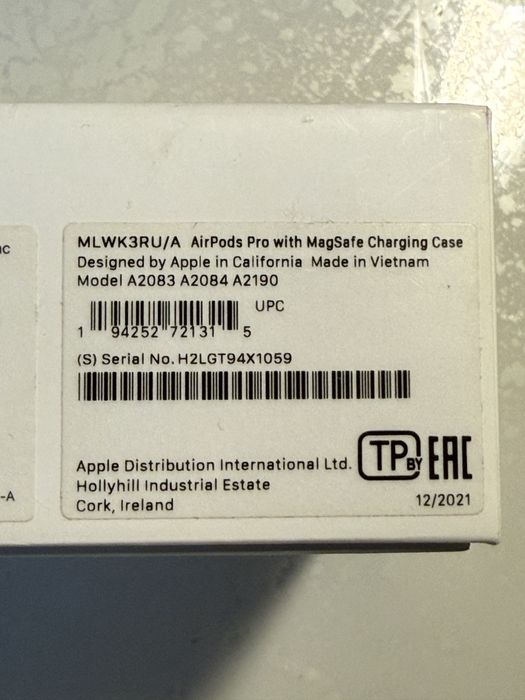 nc
MLWK3RU/A AirPods Pro with MagSafe Charging Case
Designed by Apple in California Made in Vietnam
Model A2083 A2084 A2190
UPC
1 94252 72131 5
(S) Serial No. H2LGT94X1059
Apple Distribution International Ltd.
Hollyhill Industrial Estate
Cork, Ireland
TP BY EAC
12/2021
-A